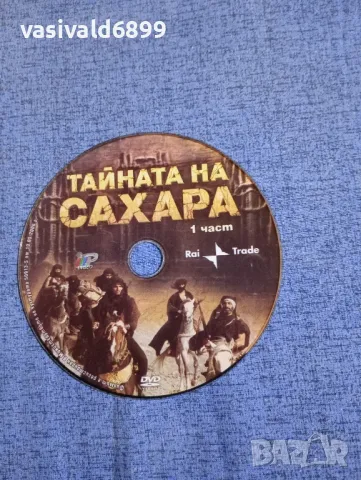 vasivald6899
ТАЙНАТА НА
САХАРА
1 част
Rai Trade
DVD
BAZAR